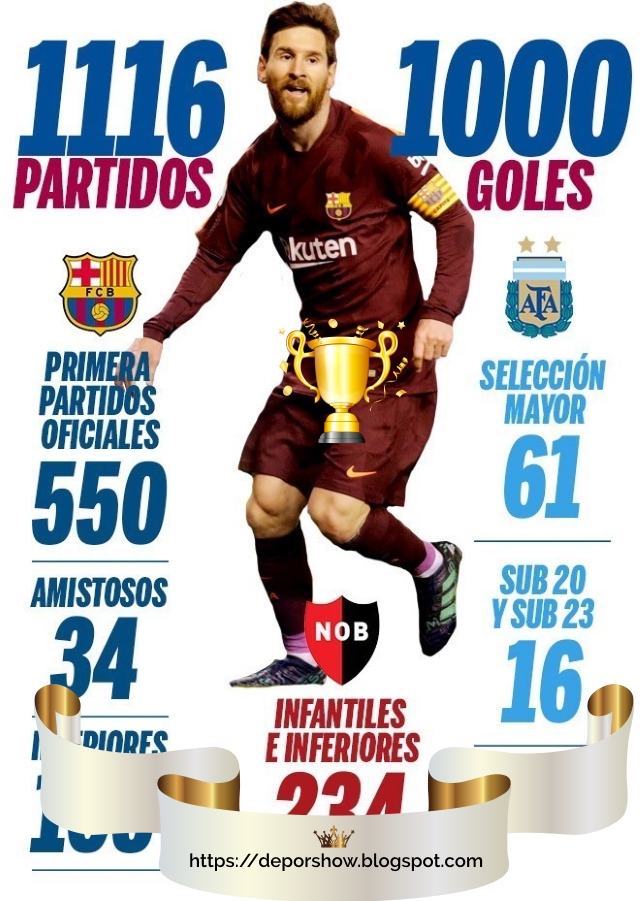 1116
PARTIDOS
1000
GOLES
FCB
AFA
kuten
PRIMERA
PARTIDOS
OFICIALES
550
AMISTOSOS
34
SELECCIÓN
MAYOR
61
SUB 20
Y SUB 23
16
NOB
INFANTILES
E INFERIORES
234
https://deporshow.blogspot.com